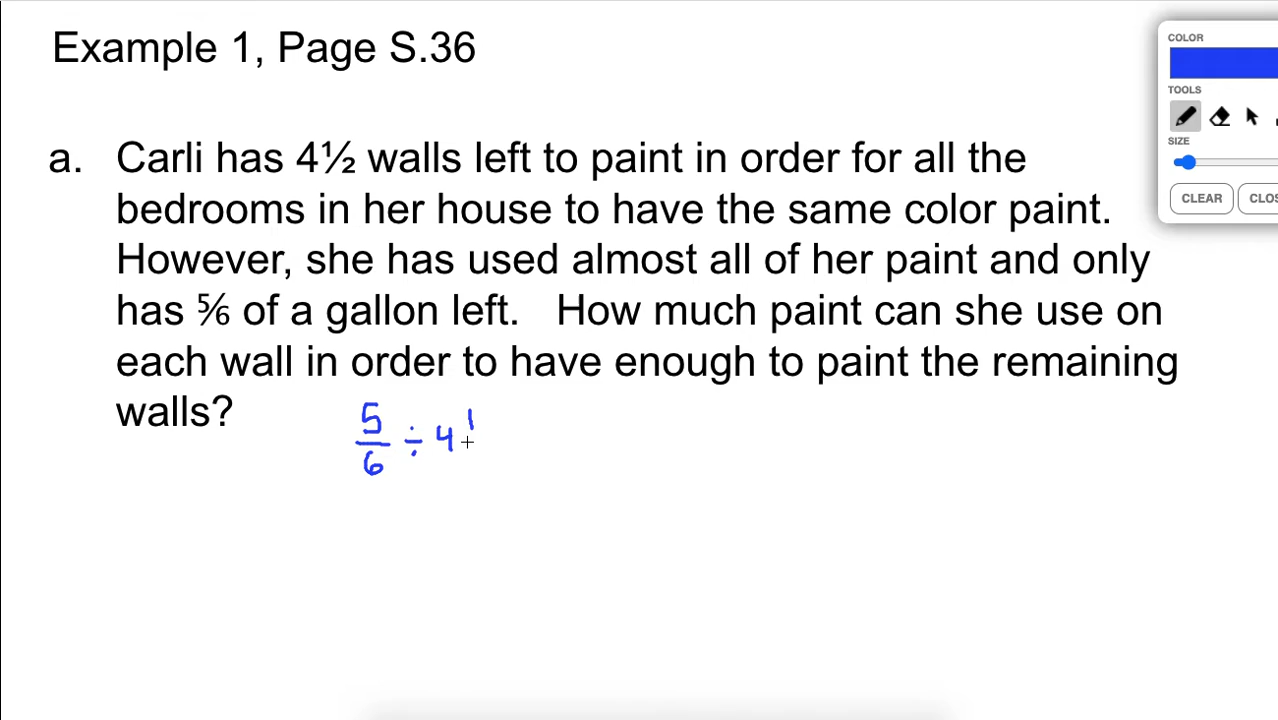 Example 1, Page S.36
COLOR
TOOLS
SIZE
CLEAR
a. Carli has 4½ walls left to paint in order for all the
bedrooms in her house to have the same color paint.
However, she has used almost all of her paint and only
has ⅚ of a gallon left. How much paint can she use on
each wall in order to have enough to paint the remaining
walls?
5/6 ÷ 4 1